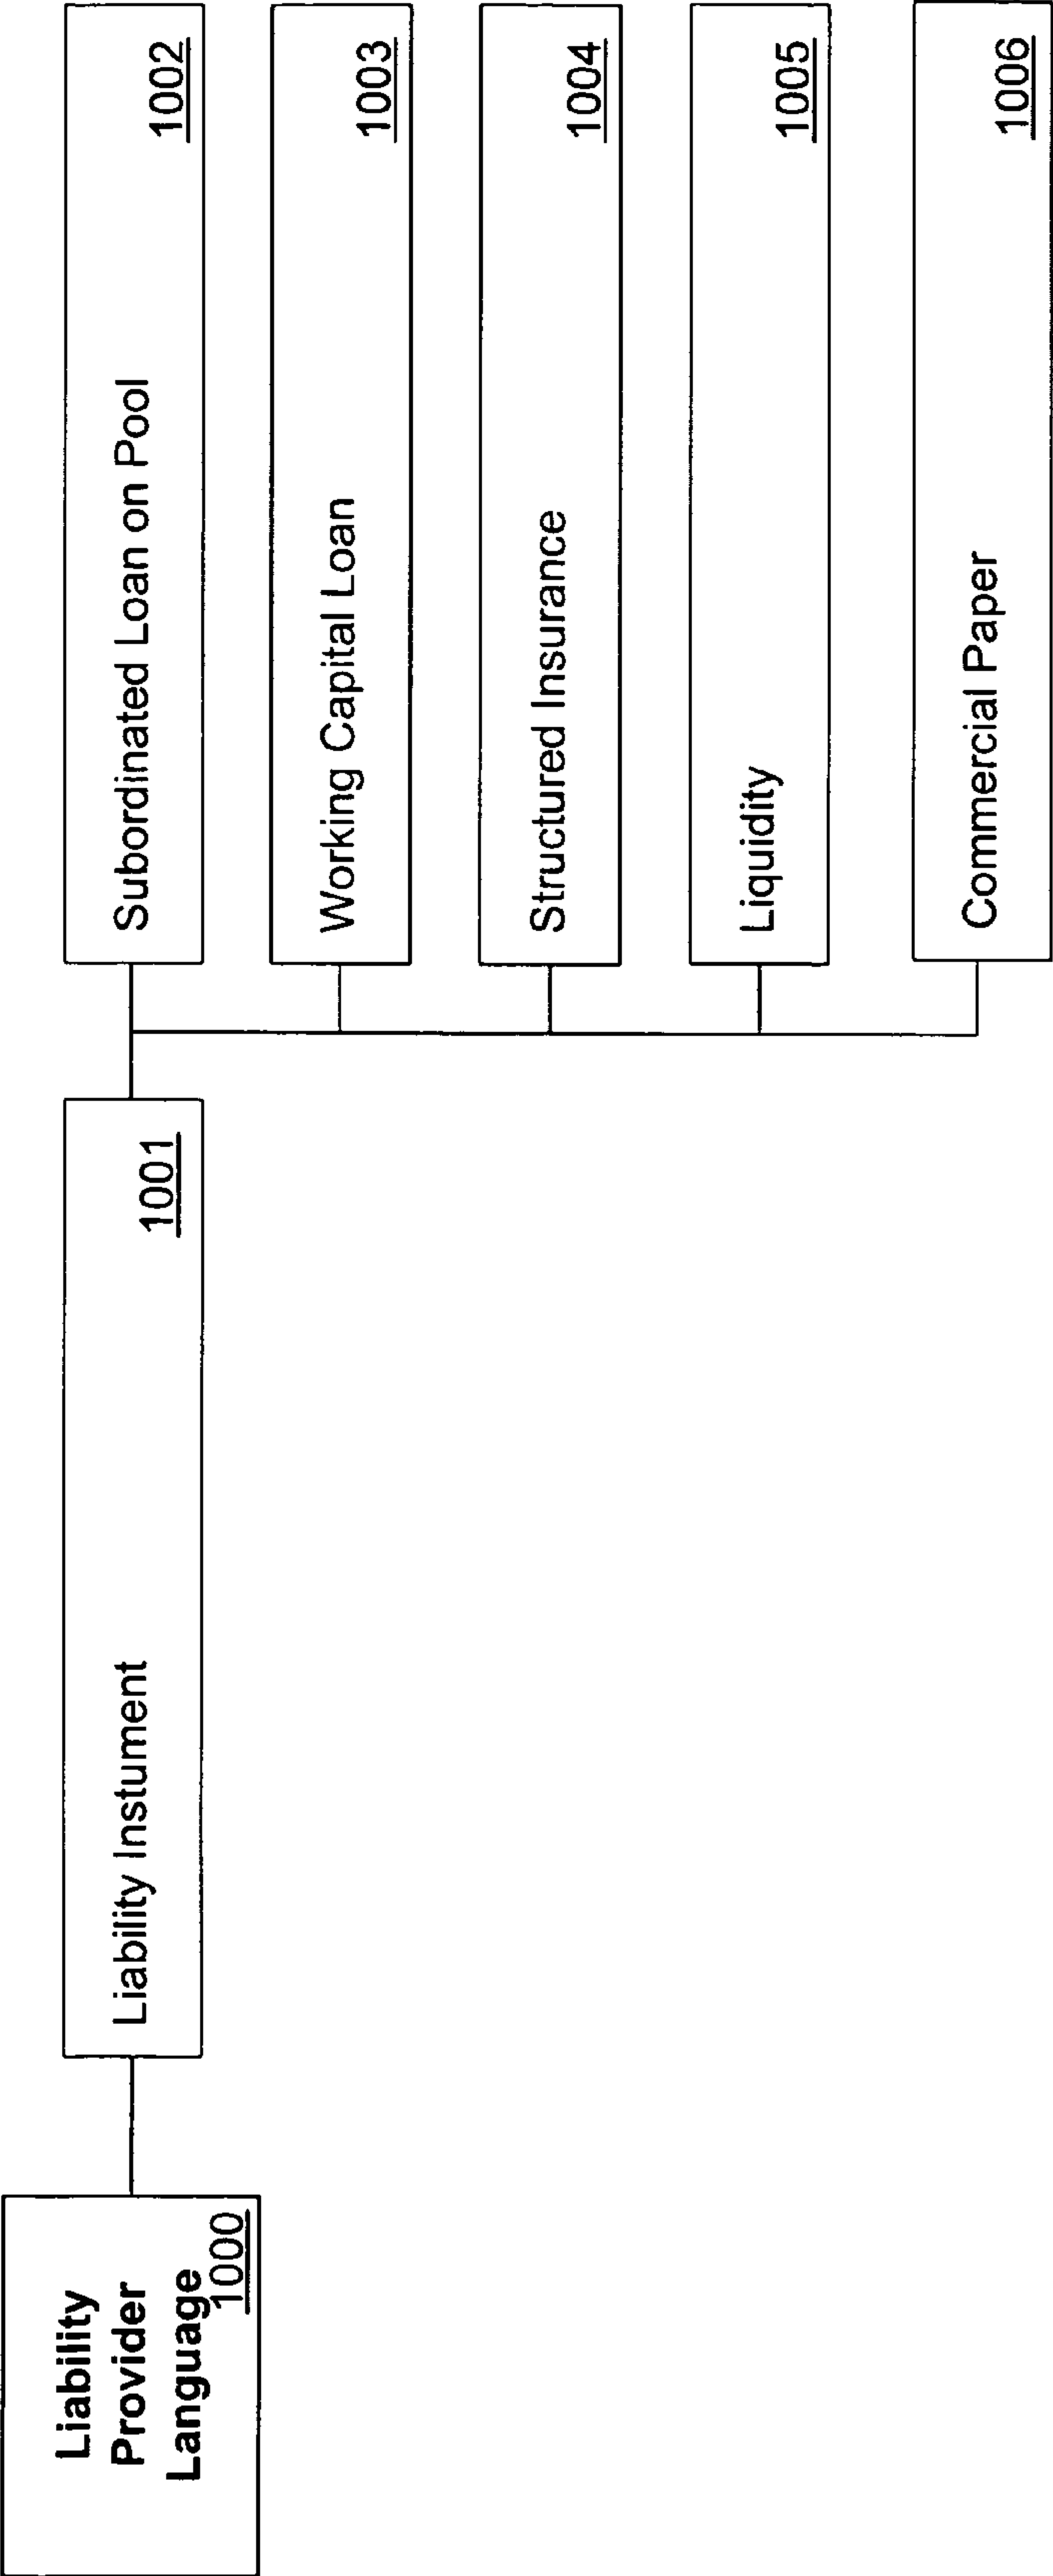 Liability
Provider
Language
1000
Liability Instument
1001
Subordinated Loan on Pool
1002
Working Capital Loan
1003
Structured Insurance
1004
Liquidity
1005
Commercial Paper
1006